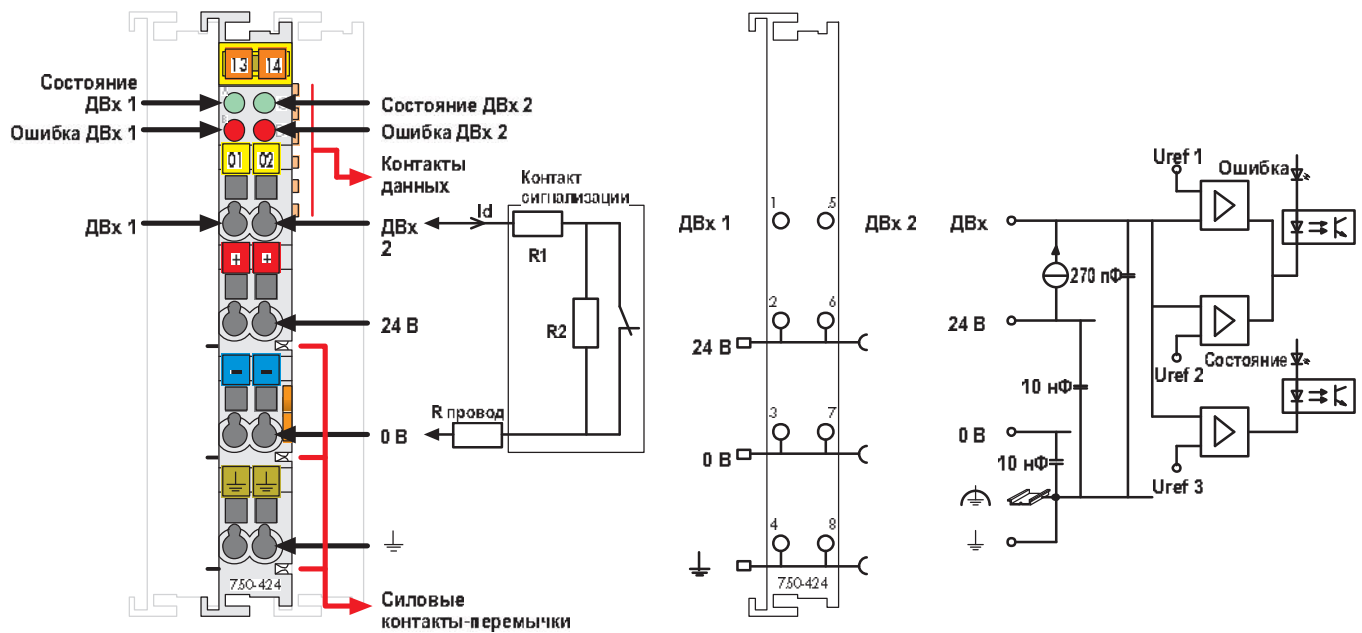 13 14
Состояние
ДВх 1
Ошибка ДВх 1
A
C
B
D
01 02
ДВх 1
+ +
- -
750-424
Состояние ДВх 2
Ошибка ДВх 2
Контакты
данных
ДВх
2
24 В
0 В
Силовые
контакты-перемычки
Id
Контакт
сигнализации
R1
R2
R провод
ДВх 1
1 5
ДВх 2
2 6
24 В
3 7
0 В
4 8
750-424
ДВх
24 В
0 В
270 пФ
10 нФ
10 нФ
Uref 1
Ошибка
Uref 2
Состояние
Uref 3